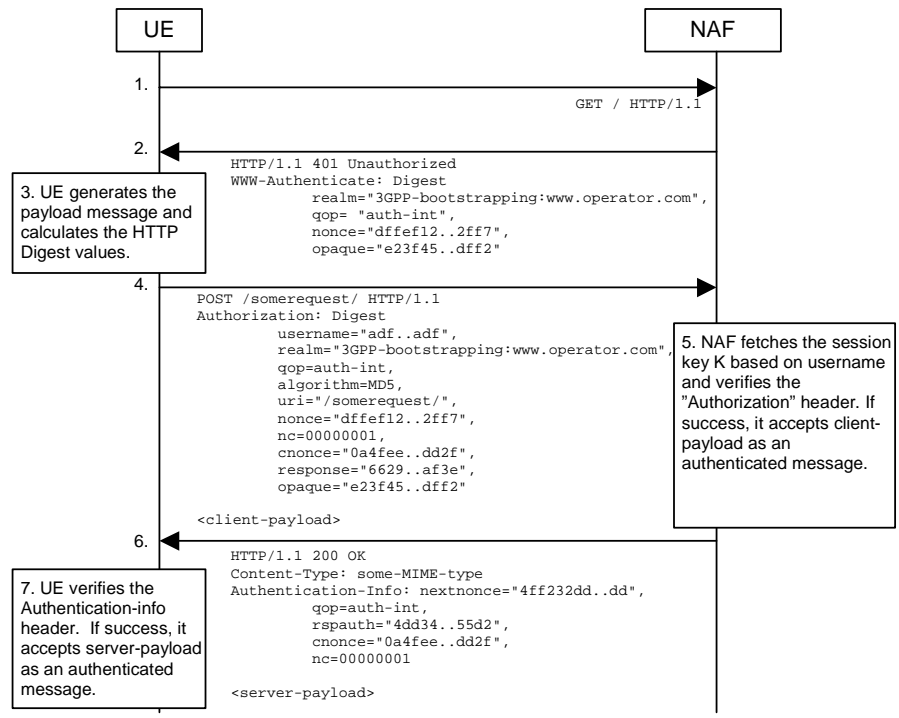 UE
NAF
1.
GET / HTTP/1.1
2.
HTTP/1.1 401 Unauthorized
WWW-Authenticate: Digest
realm="3GPP-bootstrapping:www.operator.com",
qop= "auth-int",
nonce="dffef12..2ff7",
opaque="e23f45..dff2"
3. UE generates the
payload message and
calculates the HTTP
Digest values.
4.
POST /somerequest/ HTTP/1.1
Authorization: Digest
username="adf..adf",
realm="3GPP-bootstrapping:www.operator.com",
qop=auth-int,
algorithm=MD5,
uri="/somerequest/",
nonce="dffef12..2ff7",
nc=00000001,
cnonce="0a4fee..dd2f",
response="6629..af3e",
opaque="e23f45..dff2"
<client-payload>
5. NAF fetches the session
key K based on username
and verifies the
”Authorization” header. If
success, it accepts client-
payload as an
authenticated message.
6.
HTTP/1.1 200 OK
Content-Type: some-MIME-type
Authentication-Info: nextnonce="4ff232dd..dd",
qop=auth-int,
rspauth="4dd34..55d2",
cnonce="0a4fee..dd2f",
nc=00000001
<server-payload>
7. UE verifies the
Authentication-info
header.  If success, it
accepts server-payload
as an authenticated
message.